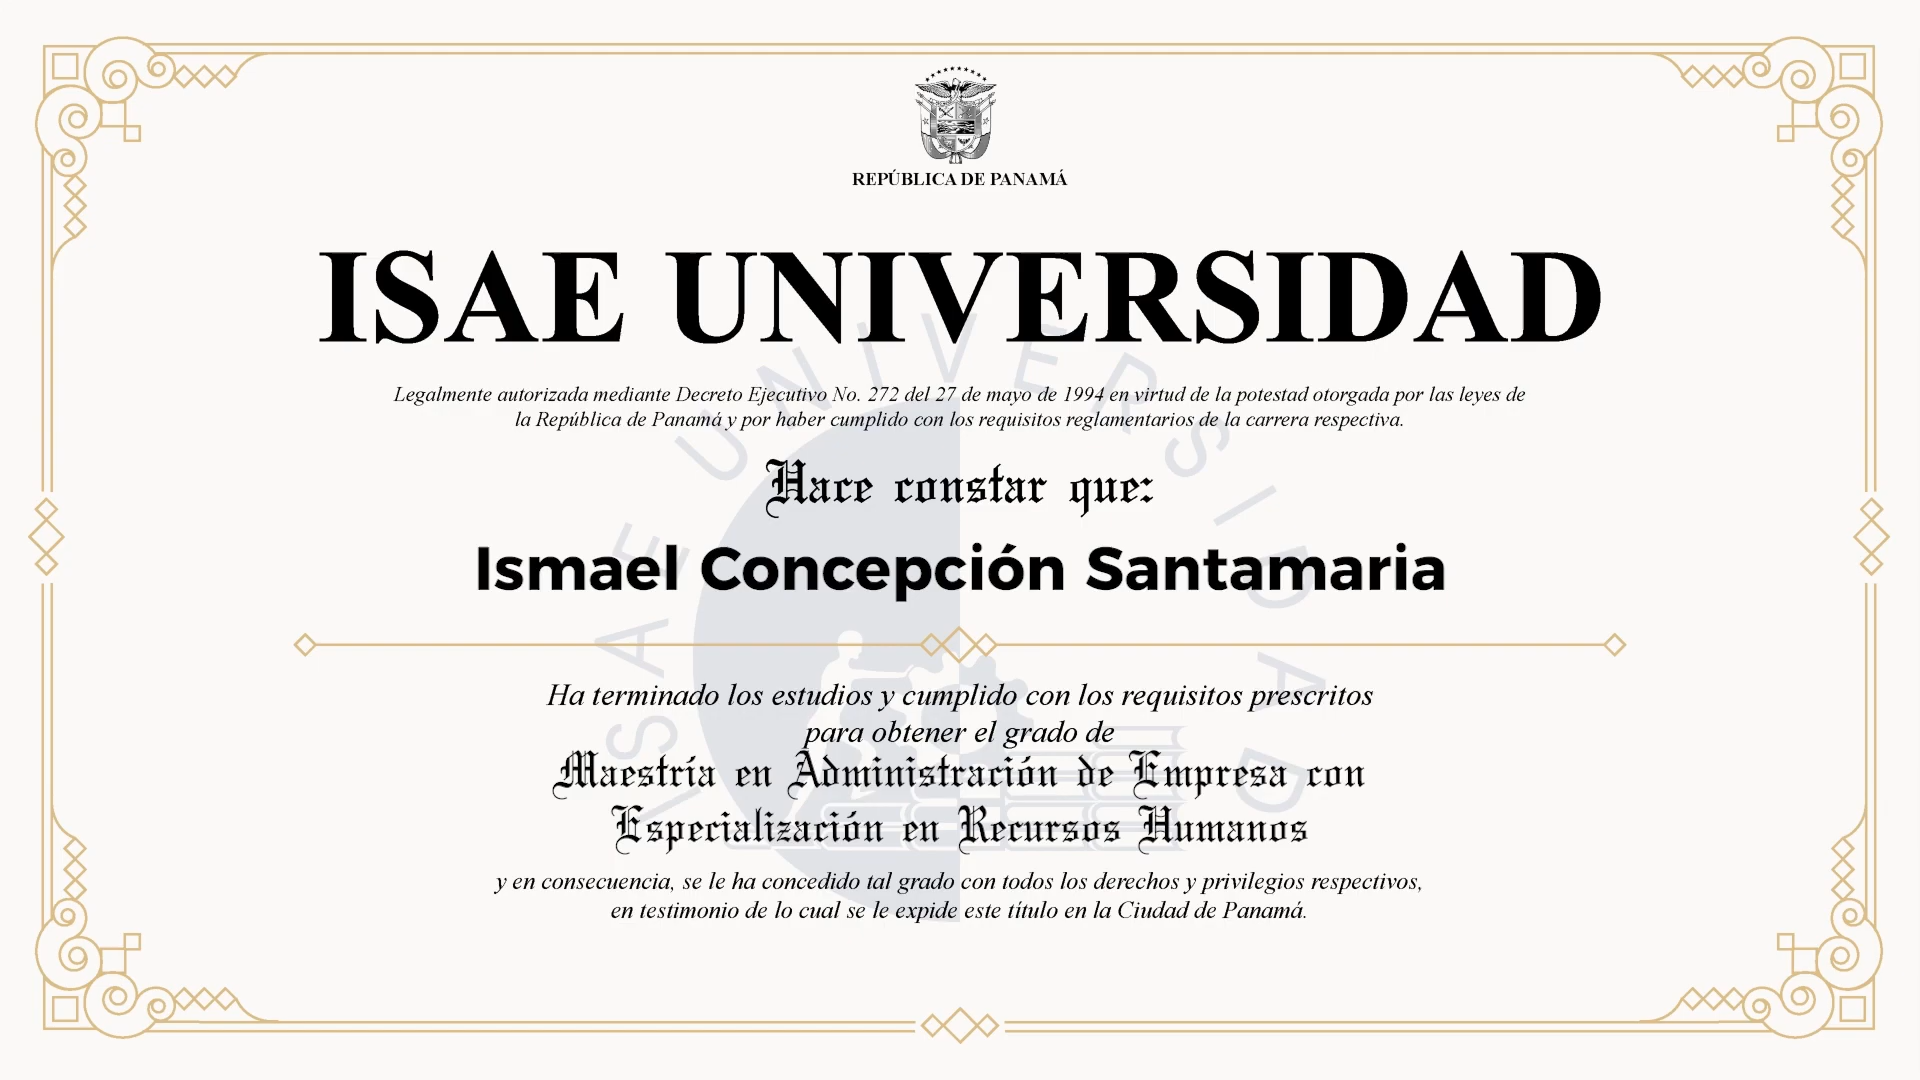 REPÚBLICA DE PANAMÁ
ISAE UNIVERSIDAD
Legalmente autorizada mediante Decreto Ejecutivo No. 272 del 27 de mayo de 1994 en virtud de la potestad otorgada por las leyes de
la República de Panamá y por haber cumplido con los requisitos reglamentarios de la carrera respectiva.
Hace constar que:
Ismael Concepción Santamaria
Ha terminado los estudios y cumplido con los requisitos prescritos
para obtener el grado de
Maestría en Administración de Empresa con
Especialización en Recursos Humanos
y en consecuencia, se le ha concedido tal grado con todos los derechos y privilegios respectivos,
en testimonio de lo cual se le expide este título en la Ciudad de Panamá.
ISAE UNIVERSIDAD